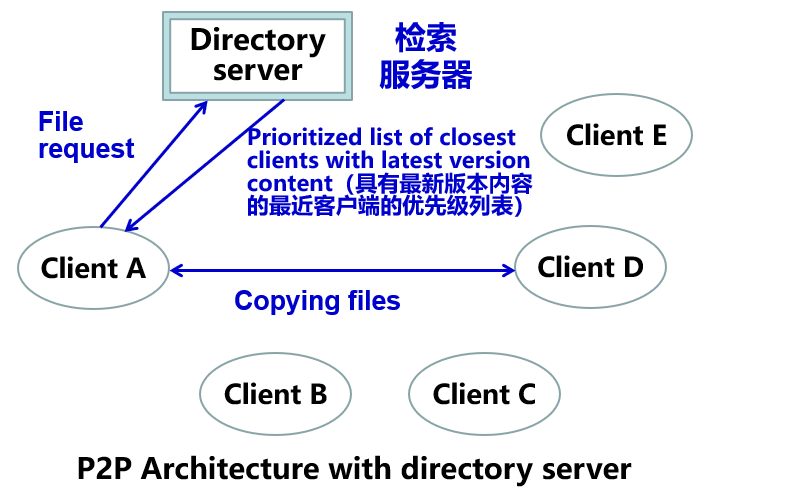 Directory
server
检索
服务器
File
request
Prioritized list of closest
clients with latest version
content（具有最新版本内容
的最近客户端的优先级列表）
Client E
Client A
Client D
Copying files
Client B
Client C
P2P Architecture with directory server